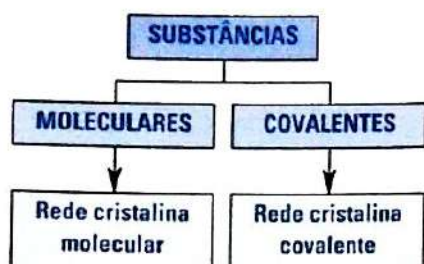 SUBSTÂNCIAS
MOLECULARES
COVALENTES
Rede cristalina
molecular
Rede cristalina
covalente